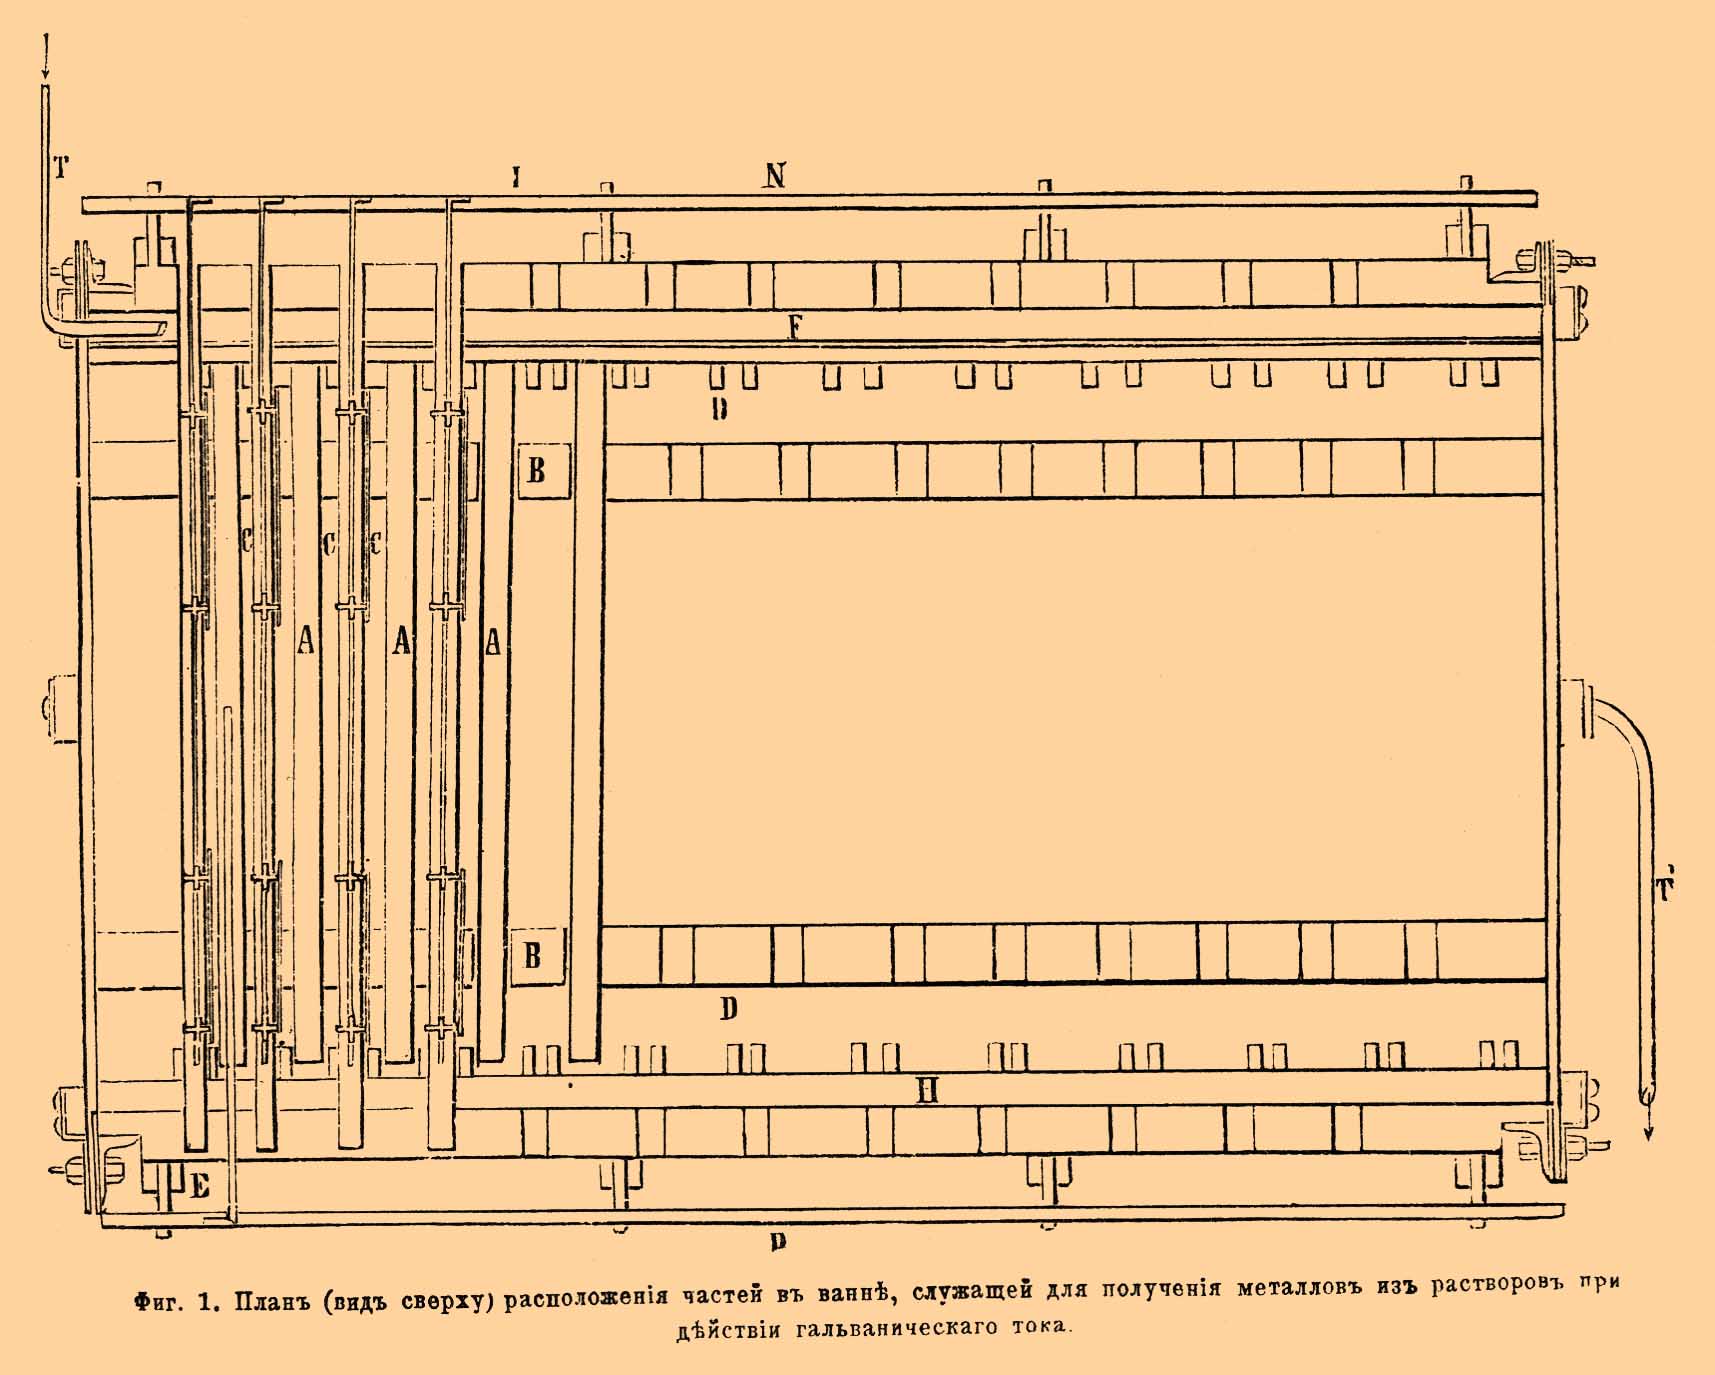 T
I N
F
D
B
C C C
A A A
T'
B
D
H
E
D
Фиг. 1. Планъ (видъ сверху) расположенія частей въ ваннѣ, служащей для полученія металловъ изъ растворовъ при
дѣйствіи гальваническаго тока.